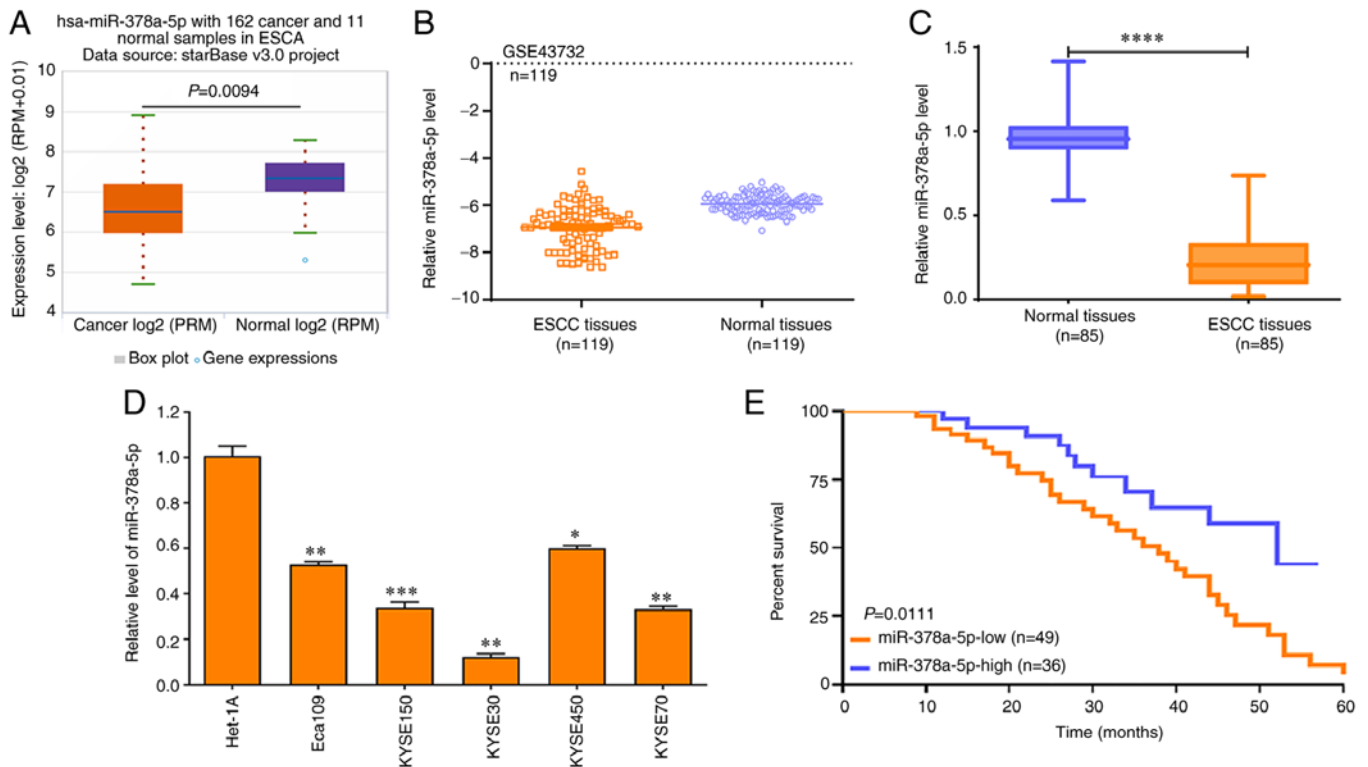 A
hsa-miR-378a-5p with 162 cancer and 11
normal samples in ESCA
Data source: starBase v3.0 project
Expression level: log2 (RPM+0.01)
10
9
8
7
6
5
4
P=0.0094
Cancer log2 (PRM)
Normal log2 (RPM)
Box plot
Gene expressions
B
GSE43732
n=119
Relative miR-378a-5p level
0
−2
−4
−6
−8
−10
ESCC tissues
(n=119)
Normal tissues
(n=119)
C
****
Relative miR-378a-5p level
1.5
1.0
0.5
0.0
Normal tissues
(n=85)
ESCC tissues
(n=85)
D
Relative level of miR-378a-5p
1.2
1.0
0.8
0.6
0.4
0.2
0.0
**
***
**
*
**
Het-1A
Eca109
KYSE150
KYSE30
KYSE450
KYSE70
E
Percent survival
100
75
50
25
0
P=0.0111
miR-378a-5p-low (n=49)
miR-378a-5p-high (n=36)
0
10
20
30
40
50
60
Time (months)